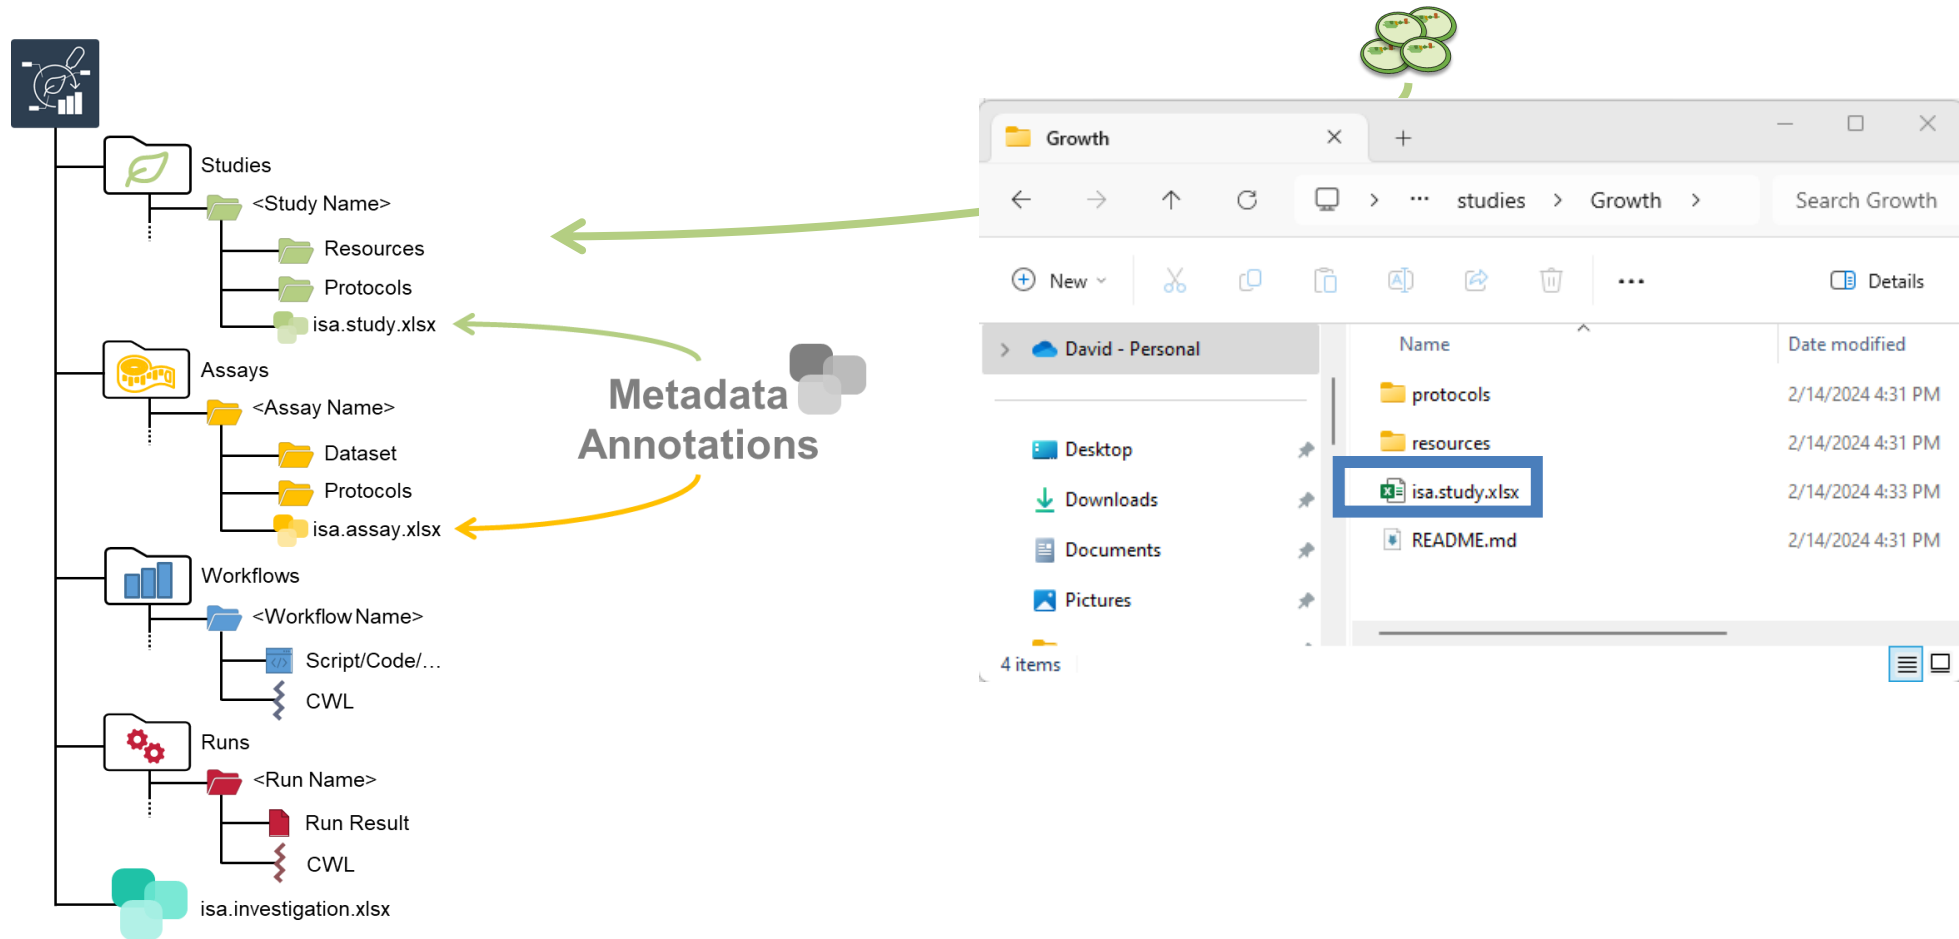 Studies
<Study Name>
Resources
Protocols
isa.study.xlsx
Assays
<Assay Name>
Dataset
Protocols
isa.assay.xlsx
Workflows
<Workflow Name>
Script/Code/…
CWL
Runs
<Run Name>
Run Result
CWL
isa.investigation.xlsx
Metadata
Annotations
Growth
··· studies > Growth >
Search Growth
New
Details
David - Personal
Desktop
Downloads
Documents
Pictures
Name Date modified
protocols 2/14/2024 4:31 PM
resources 2/14/2024 4:31 PM
isa.study.xlsx 2/14/2024 4:33 PM
README.md 2/14/2024 4:31 PM
4 items